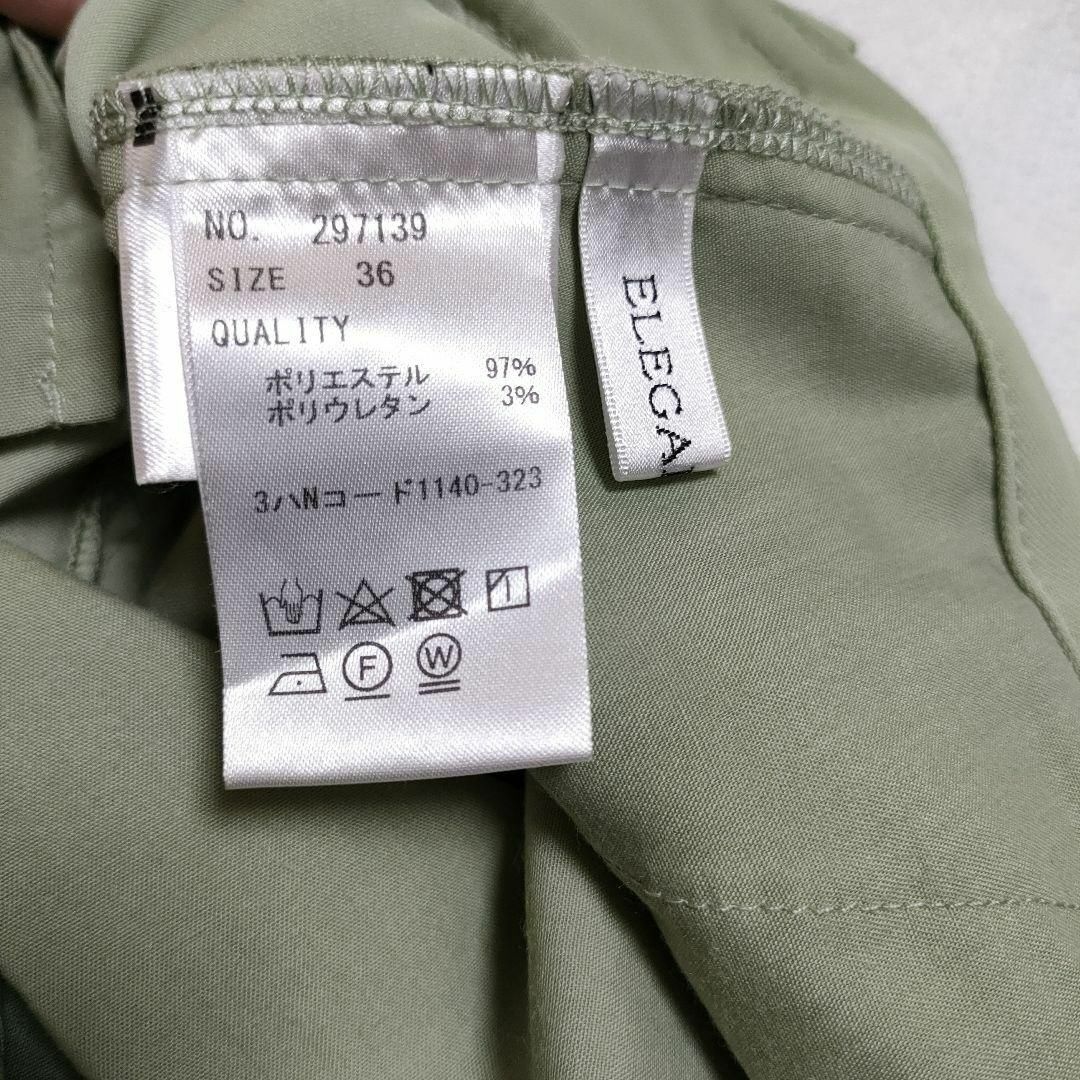 NO. 297139
SIZE 36
QUALITY
ポリエステル 97%
ポリウレタン 3%
3ハNコード1140-323
F W